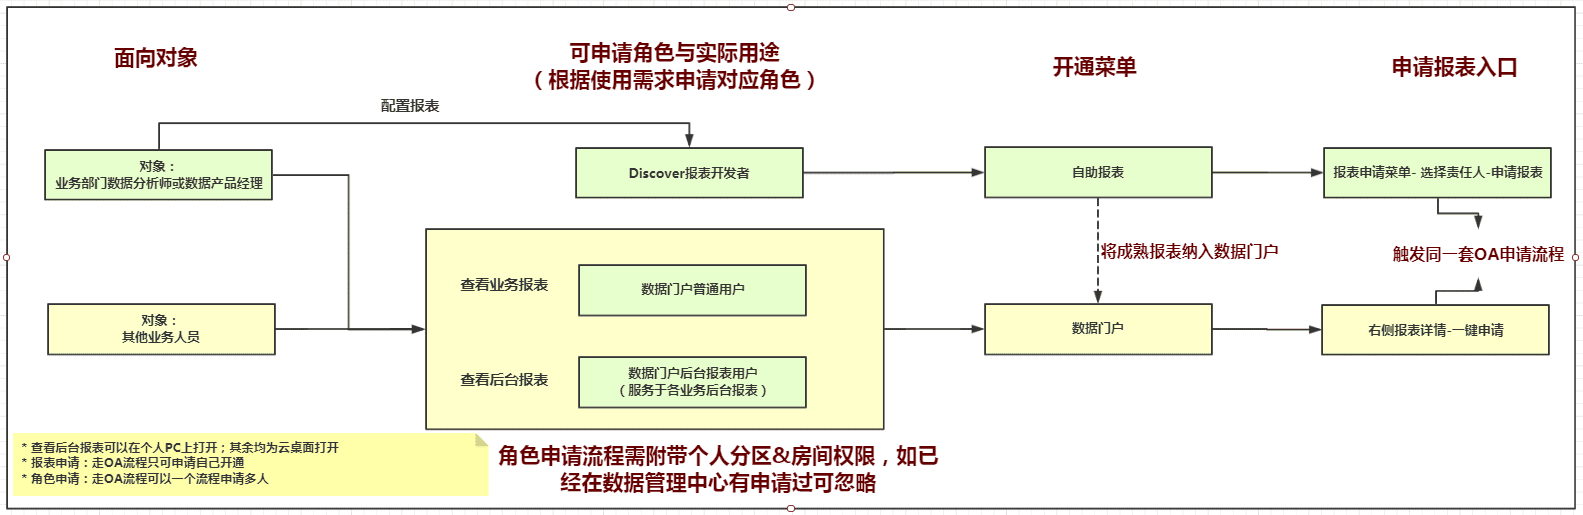 面向对象
可申请角色与实际用途
（根据使用需求申请对应角色）
开通菜单
申请报表入口
配置报表
对象：
业务部门数据分析师或数据产品经理
Discover报表开发者
自助报表
报表申请菜单- 选择责任人-申请报表
将成熟报表纳入数据门户
触发同一套OA申请流程
查看业务报表
数据门户普通用户
对象：
其他业务人员
数据门户
右侧报表详情-一键申请
查看后台报表
数据门户后台报表用户
（服务于各业务后台报表）
* 查看后台报表可以在个人PC上打开；其余均为云桌面打开
* 报表申请：走OA流程只可申请自己开通
* 角色申请：走OA流程可以一个流程申请多人
角色申请流程需附带个人分区&房间权限，如已
经在数据管理中心有申请过可忽略